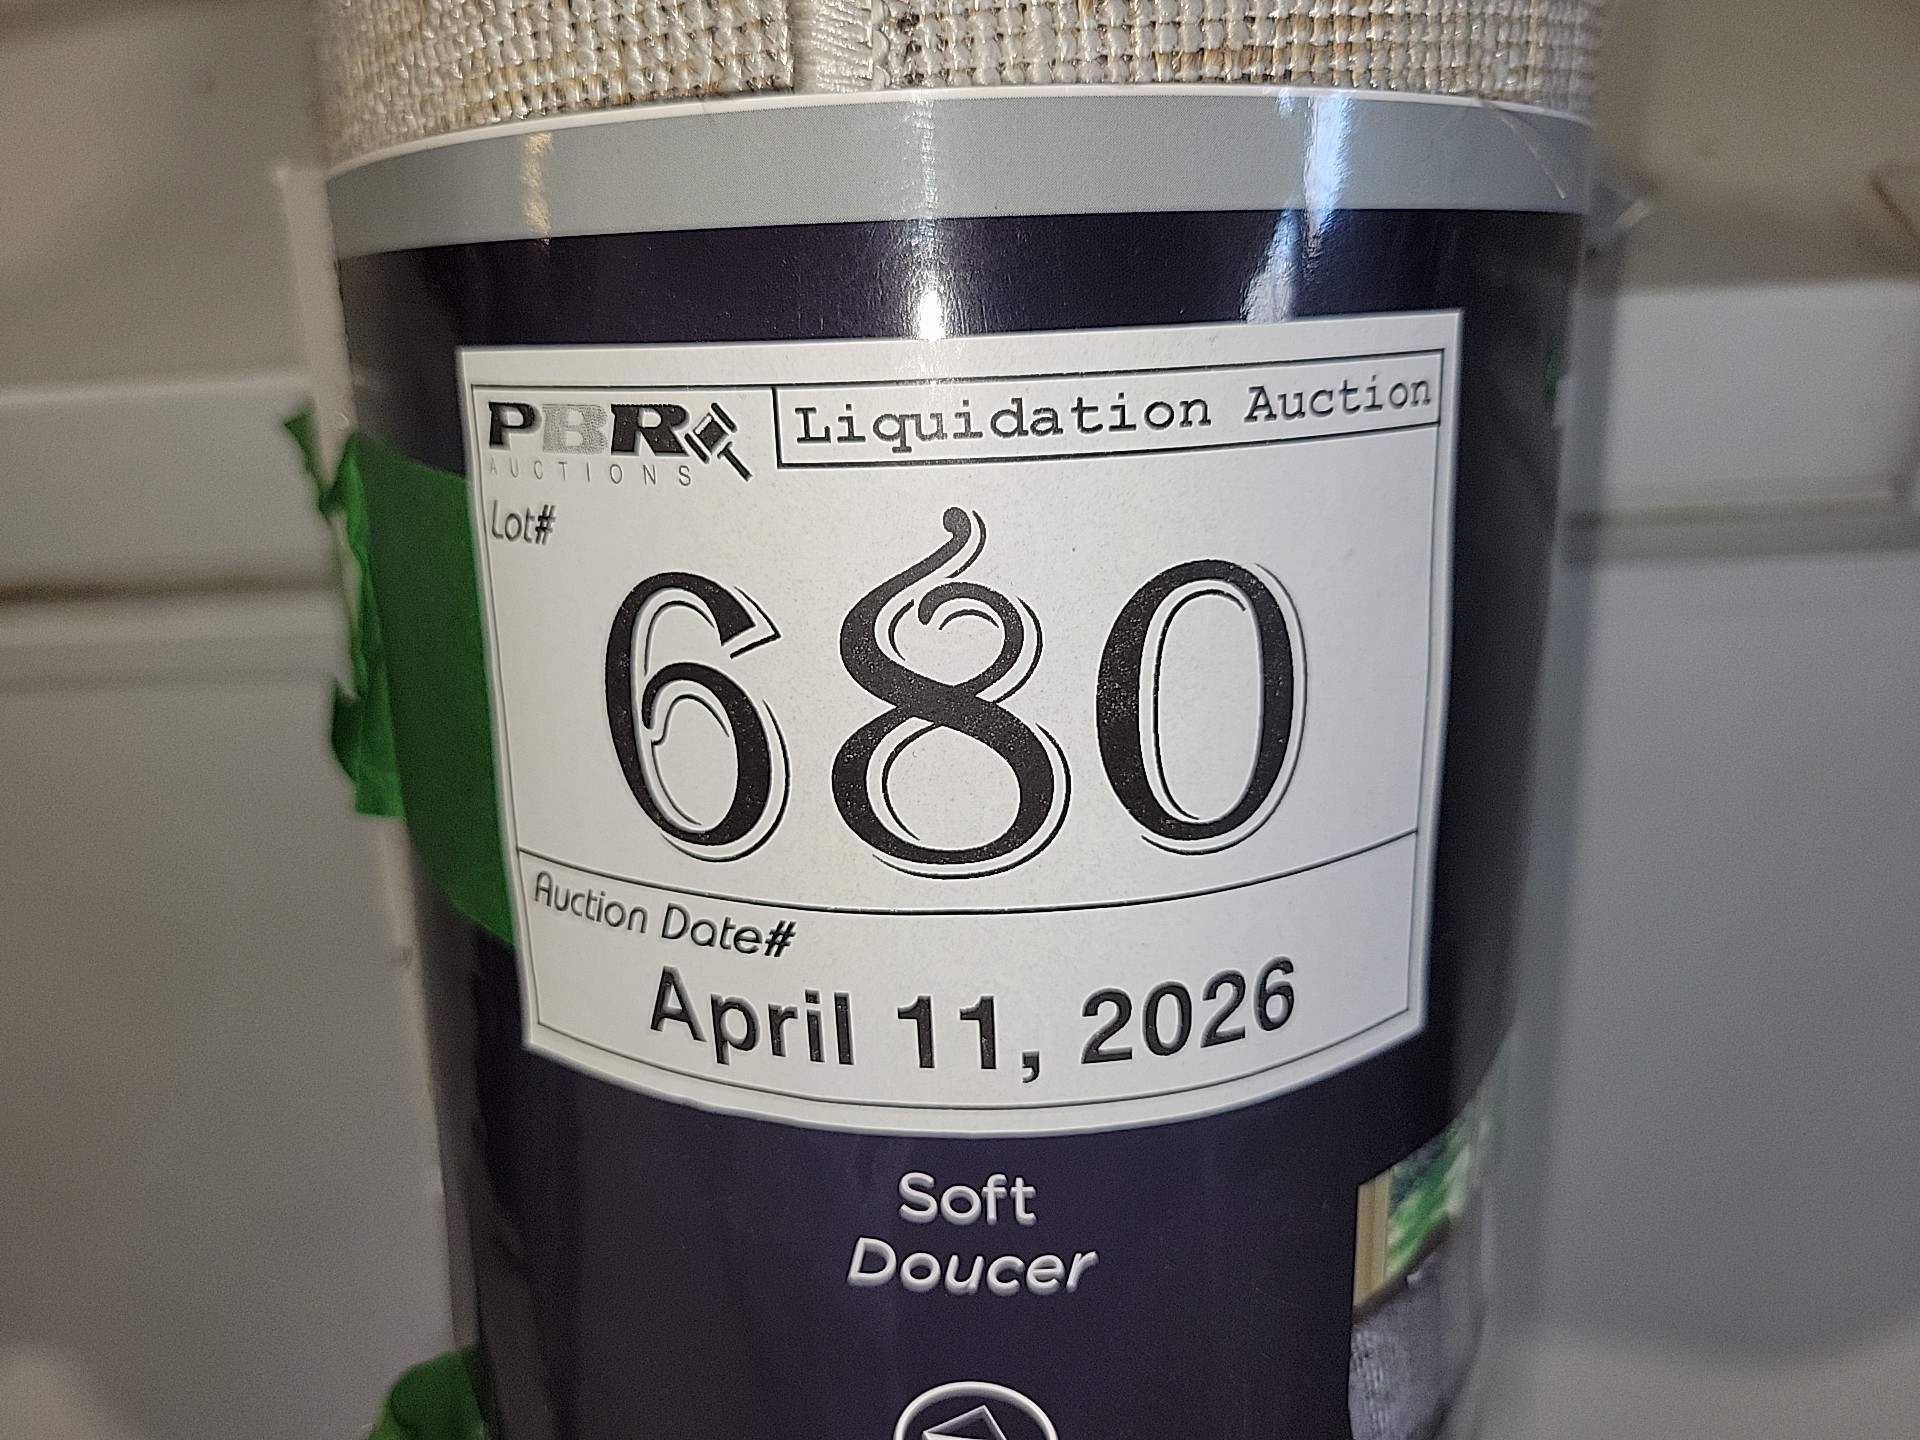 PBR
AUCTIONS
Liquidation Auction
Lot#
680
Auction Date#
April 11, 2026
Soft
Doucer